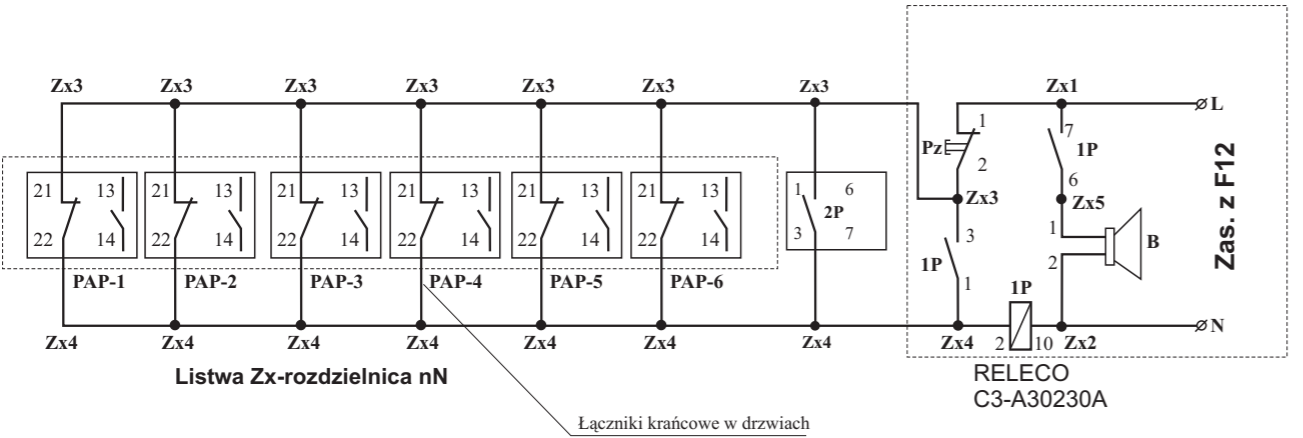 Zx3 Zx3 Zx3 Zx3 Zx3 Zx3 Zx3 Zx1
L
1 7
Pz 1P
2 6
Zx3 Zx5
21 13 21 13 21 13 21 13 21 13 21 13 1 6
2P
22 14 22 14 22 14 22 14 22 14 22 14 3 7
1
B
2
3
1P
1
PAP-1 PAP-2 PAP-3 PAP-4 PAP-5 PAP-6
1P
N
Zx4 Zx4 Zx4 Zx4 Zx4 Zx4 Zx4 Zx4 2 10 Zx2
Zas. z F12
Listwa Zx-rozdzielnica nN
RELECO
C3-A30230A
Łączniki krańcowe w drzwiach